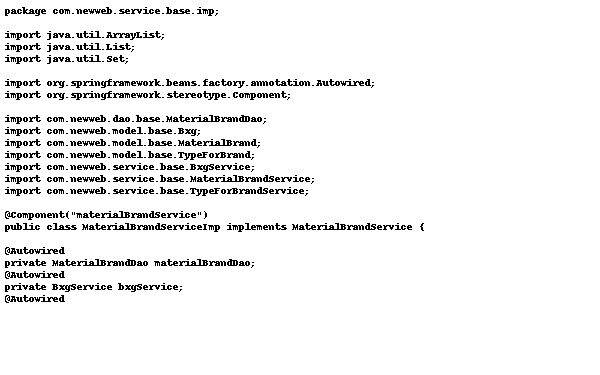 package com.newweb.service.base.imp;

import java.util.ArrayList;
import java.util.List;
import java.util.Set;

import org.springframework.beans.factory.annotation.Autowired;
import org.springframework.stereotype.Component;

import com.newweb.dao.base.MaterialBrandDao;
import com.newweb.model.base.Bxg;
import com.newweb.model.base.MaterialBrand;
import com.newweb.model.base.TypeForBrand;
import com.newweb.service.base.BxgService;
import com.newweb.service.base.MaterialBrandService;
import com.newweb.service.base.TypeForBrandService;

@Component("materialBrandService")
public class MaterialBrandServiceImp implements MaterialBrandService {

@Autowired
private MaterialBrandDao materialBrandDao;
@Autowired
private BxgService bxgService;
@Autowired